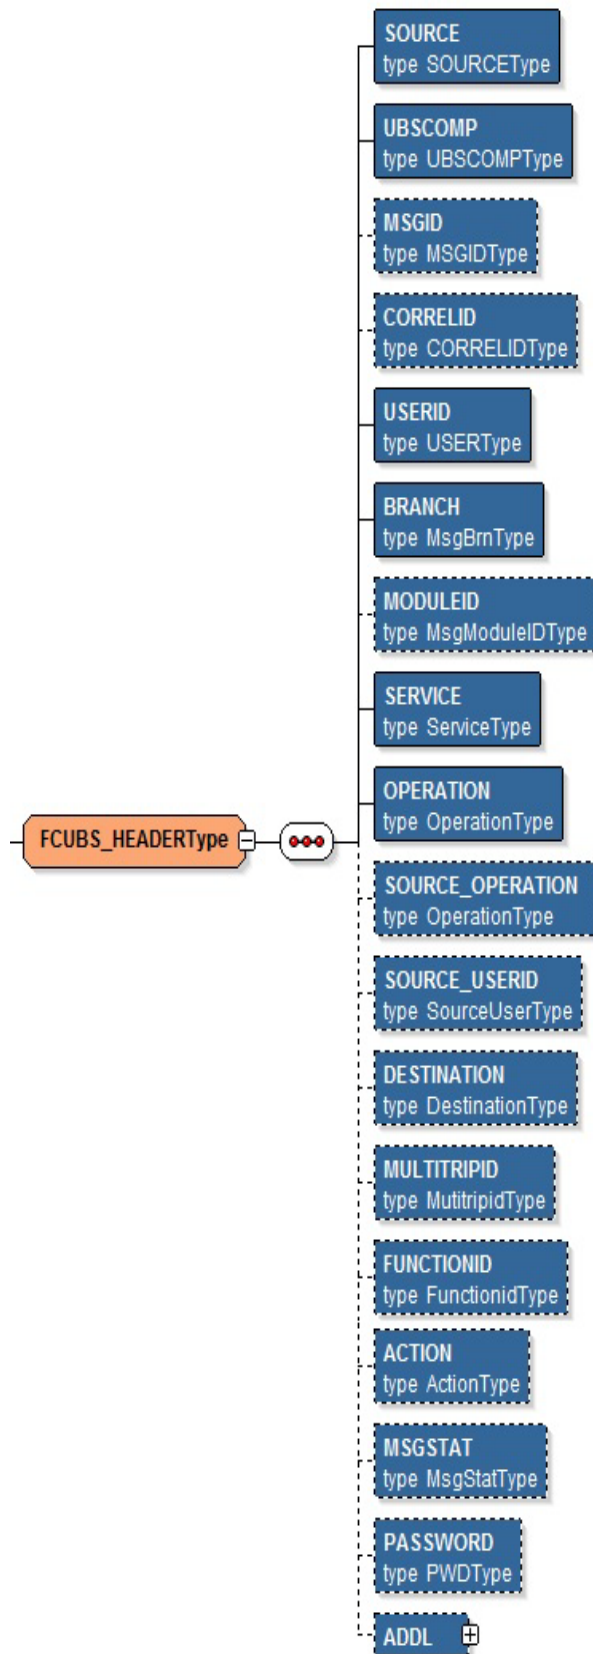 SOURCE
type SOURCEType
UBSCOMP
type UBSCOMPType
MSGID
type MSGIDType
CORRELID
type CORRELIDType
USERID
type USERType
BRANCH
type MsgBrnType
MODULEID
type MsgModuleIDType
SERVICE
type ServiceType
OPERATION
type OperationType
FCUBS_HEADERType
SOURCE_OPERATION
type OperationType
SOURCE_USERID
type SourceUserType
DESTINATION
type DestinationType
MULTITRIPID
type MutitripidType
FUNCTIONID
type FunctionidType
ACTION
type ActionType
MSGSTAT
type MsgStatType
PASSWORD
type PWDType
ADDL